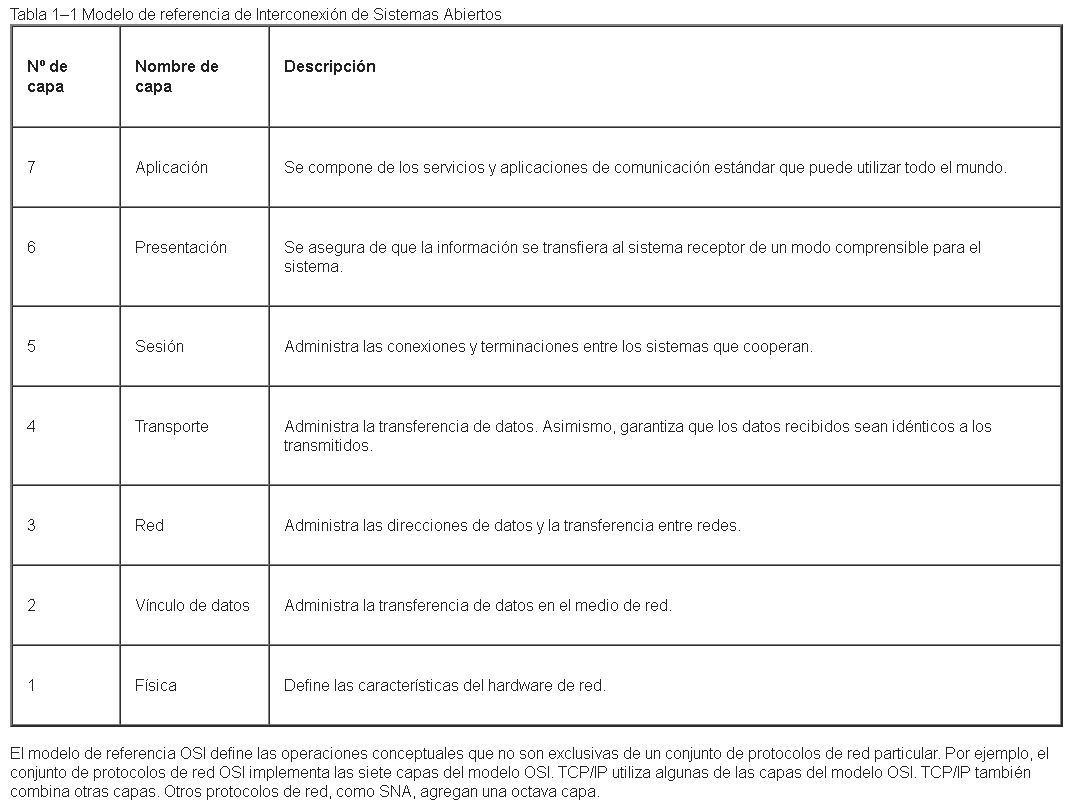 Tabla 1–1 Modelo de referencia de Interconexión de Sistemas Abiertos
Nº de
capa
Nombre de
capa
Descripción
7
Aplicación
Se compone de los servicios y aplicaciones de comunicación estándar que puede utilizar todo el mundo.
6
Presentación
Se asegura de que la información se transfiera al sistema receptor de un modo comprensible para el
sistema.
5
Sesión
Administra las conexiones y terminaciones entre los sistemas que cooperan.
4
Transporte
Administra la transferencia de datos. Asimismo, garantiza que los datos recibidos sean idénticos a los
transmitidos.
3
Red
Administra las direcciones de datos y la transferencia entre redes.
2
Vínculo de datos
Administra la transferencia de datos en el medio de red.
1
Física
Define las características del hardware de red.
El modelo de referencia OSI define las operaciones conceptuales que no son exclusivas de un conjunto de protocolos de red particular. Por ejemplo, el
conjunto de protocolos de red OSI implementa las siete capas del modelo OSI. TCP/IP utiliza algunas de las capas del modelo OSI. TCP/IP también
combina otras capas. Otros protocolos de red, como SNA, agregan una octava capa.